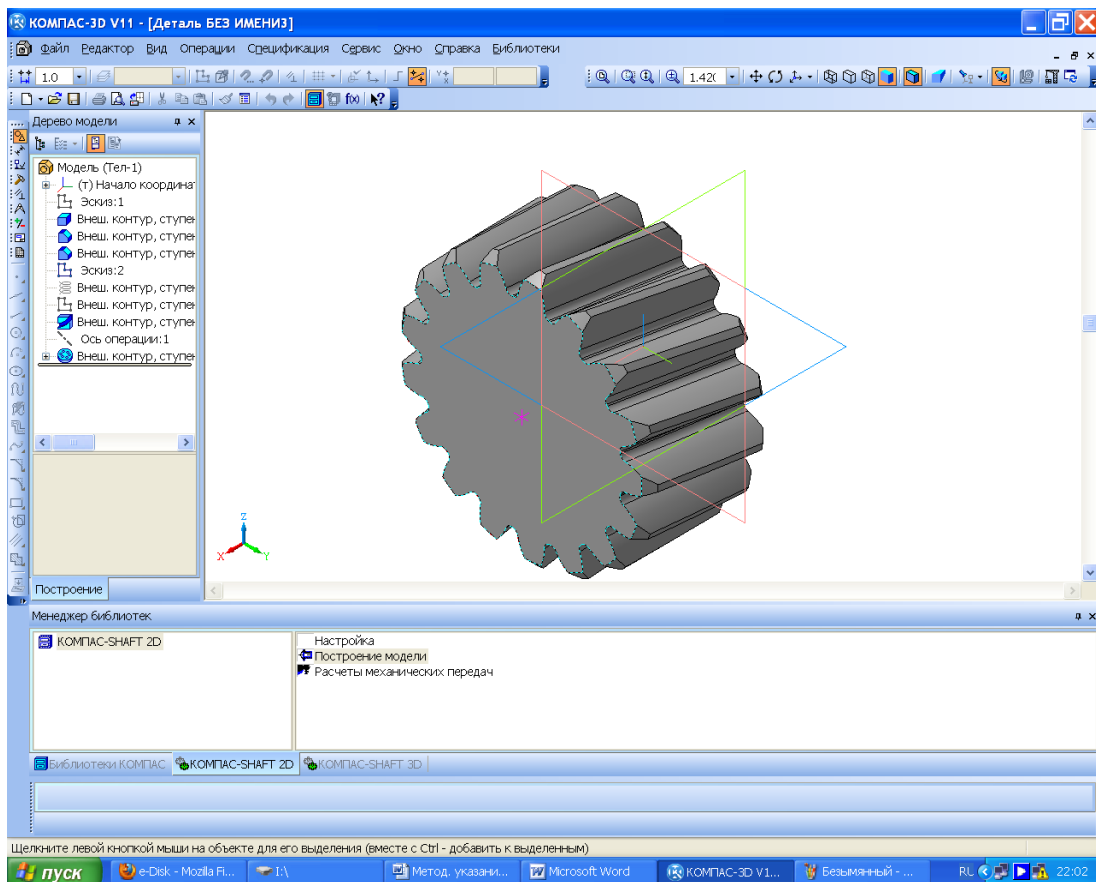 КОМПАС-3D V11 - [Деталь БЕЗ ИМЕНИ3]
Файл Редактор Вид Операции Спецификация Сервис Окно Справка Библиотеки
1.0
1.42(
f(x)
Дерево модели
Модель (Тел-1)
(т) Начало координат
Эскиз:1
Внеш. контур, ступен
Внеш. контур, ступен
Внеш. контур, ступен
Эскиз:2
Внеш. контур, ступен
Внеш. контур, ступен
Внеш. контур, ступен
Ось операции:1
Внеш. контур, ступен
Z
X
Y
Построение
Менеджер библиотек
КОМПАС-SHAFT 2D
Настройка
Построение модели
Расчеты механических передач
Библиотеки КОМПАС КОМПАС-SHAFT 2D КОМПАС-SHAFT 3D
Щелкните левой кнопкой мыши на объекте для его выделения (вместе с Ctrl - добавить к выделенным)
пуск e-Disk - Mozilla Fi... I:\ Метод. указани... Microsoft Word КОМПАС-3D V1... Безымянный - ... RU 22:02